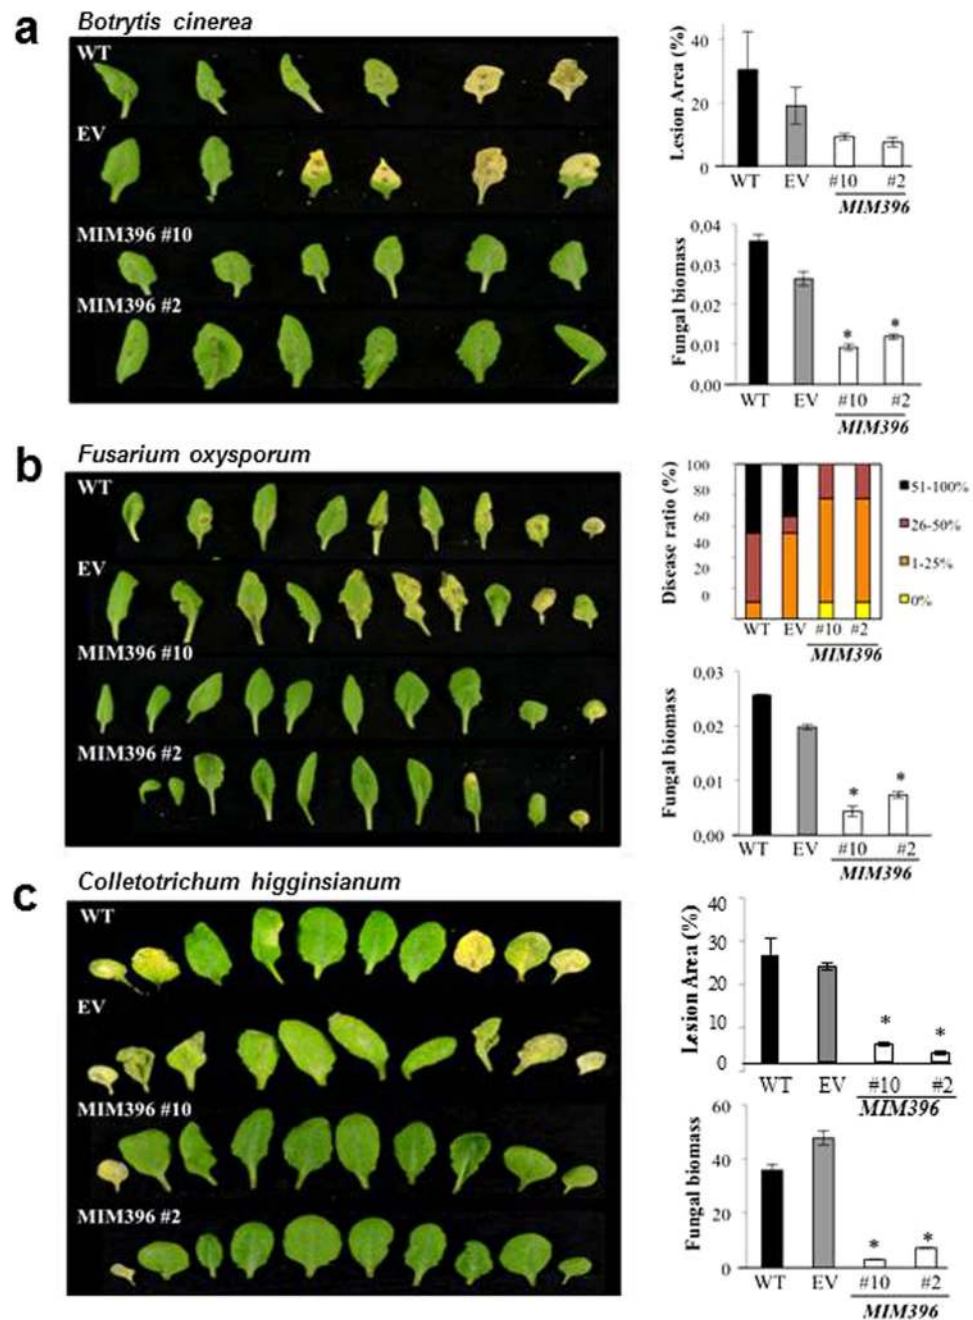 a
Botrytis cinerea
WT
EV
MIM396 #10
MIM396 #2
Lesion Area (%)
40
20
0
WT EV #10 #2
MIM396
Fungal biomass
0,04
0,03
0,02
0,01
0,00
* *
WT EV #10 #2
MIM396
b
Fusarium oxysporum
WT
EV
MIM396 #10
MIM396 #2
Disease ratio (%)
100
80
60
40
20
0
51-100%
26-50%
1-25%
0%
WT EV #10 #2
MIM396
Fungal biomass
0,03
0,02
0,01
0,00
* *
WT EV #10 #2
MIM396
c
Colletotrichum higginsianum
WT
EV
MIM396 #10
MIM396 #2
Lesion Area (%)
40
30
20
10
0
* *
WT EV #10 #2
MIM396
Fungal biomass
60
40
20
0
* *
WT EV #10 #2
MIM396